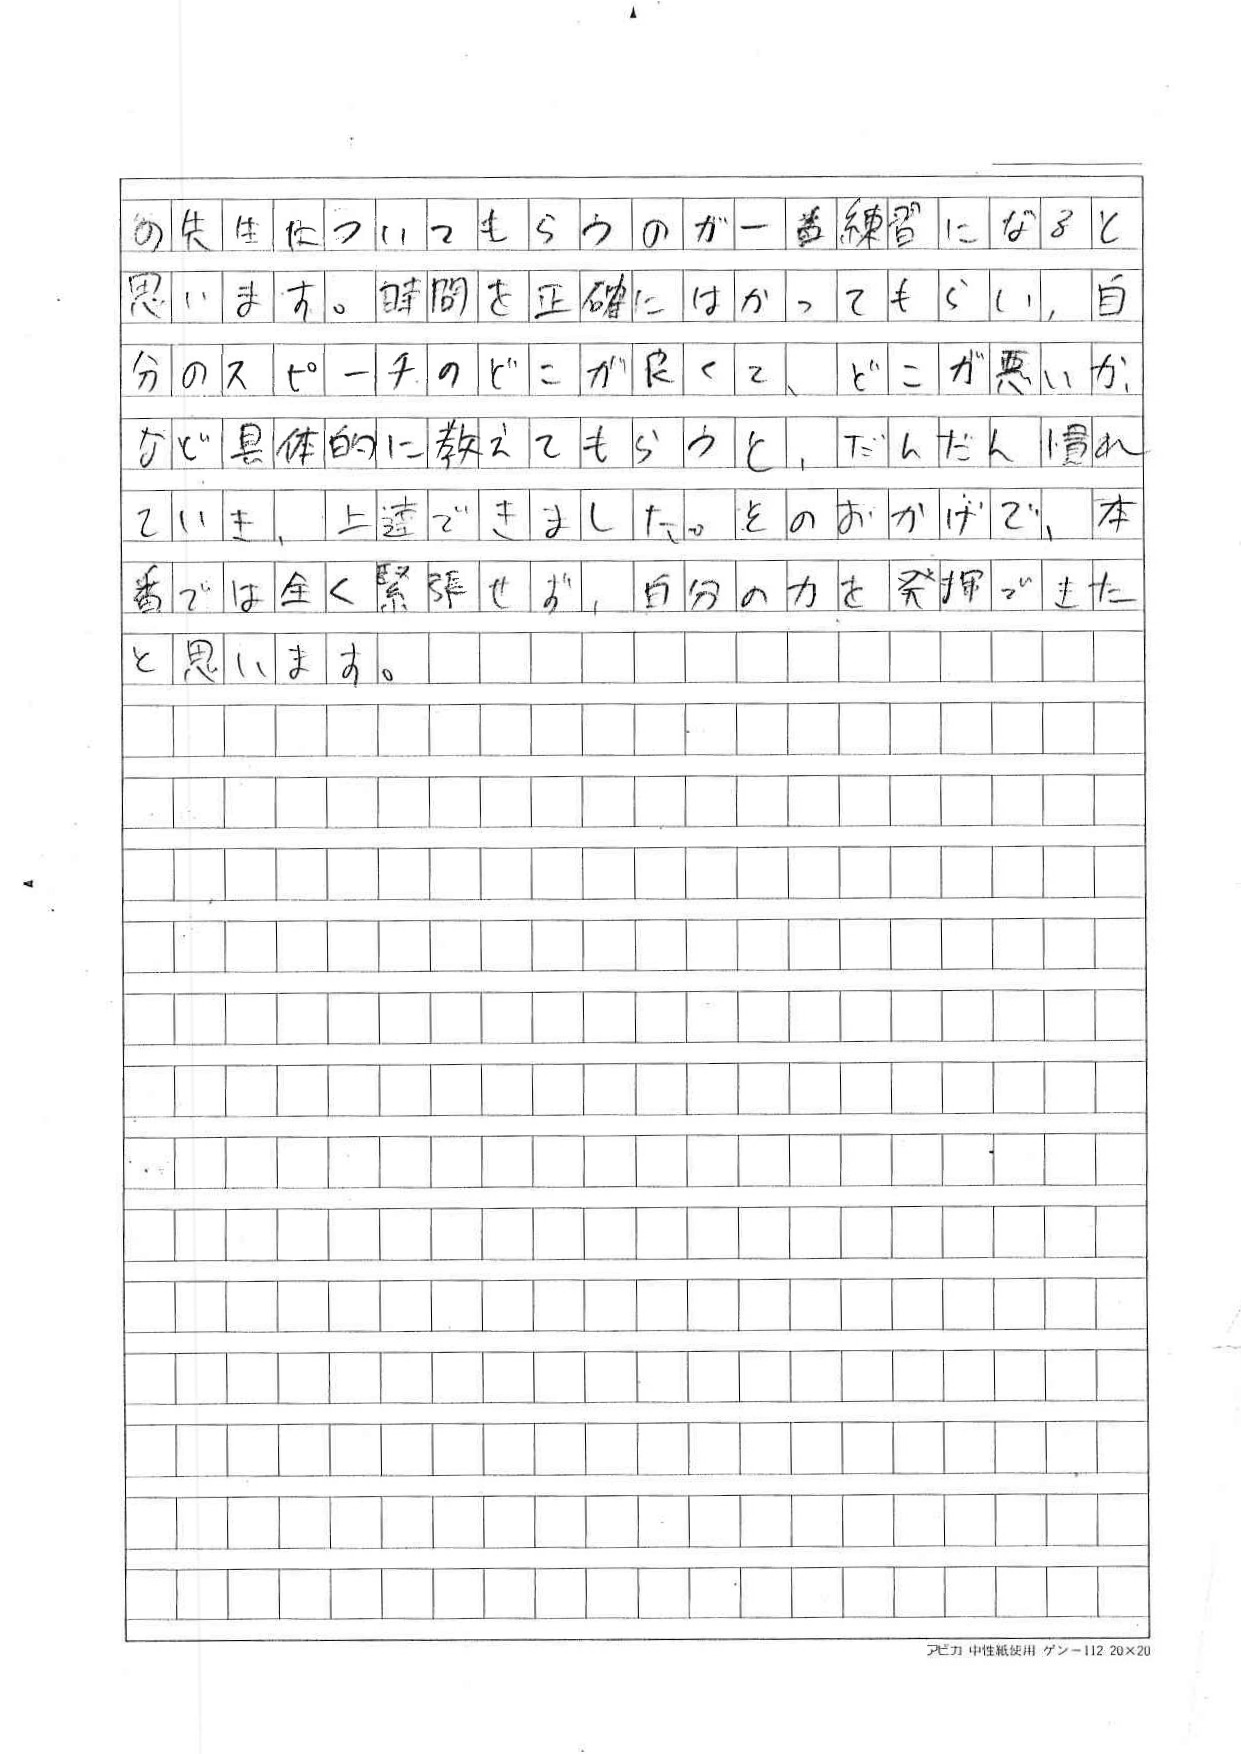 の先生についてもらうのが一番練習になると
思います。時間を正確にはかってもらい、自
分のスピーチのどこが良くて、どこが悪いか、
など具体的に教えてもらうと、だんだん慣れ
ていき、上達できました。そのおかげで、本
番では全く緊張せず、自分の力を発揮できた
と思います。
アピカ 中性紙使用 ゲンー112 20×20